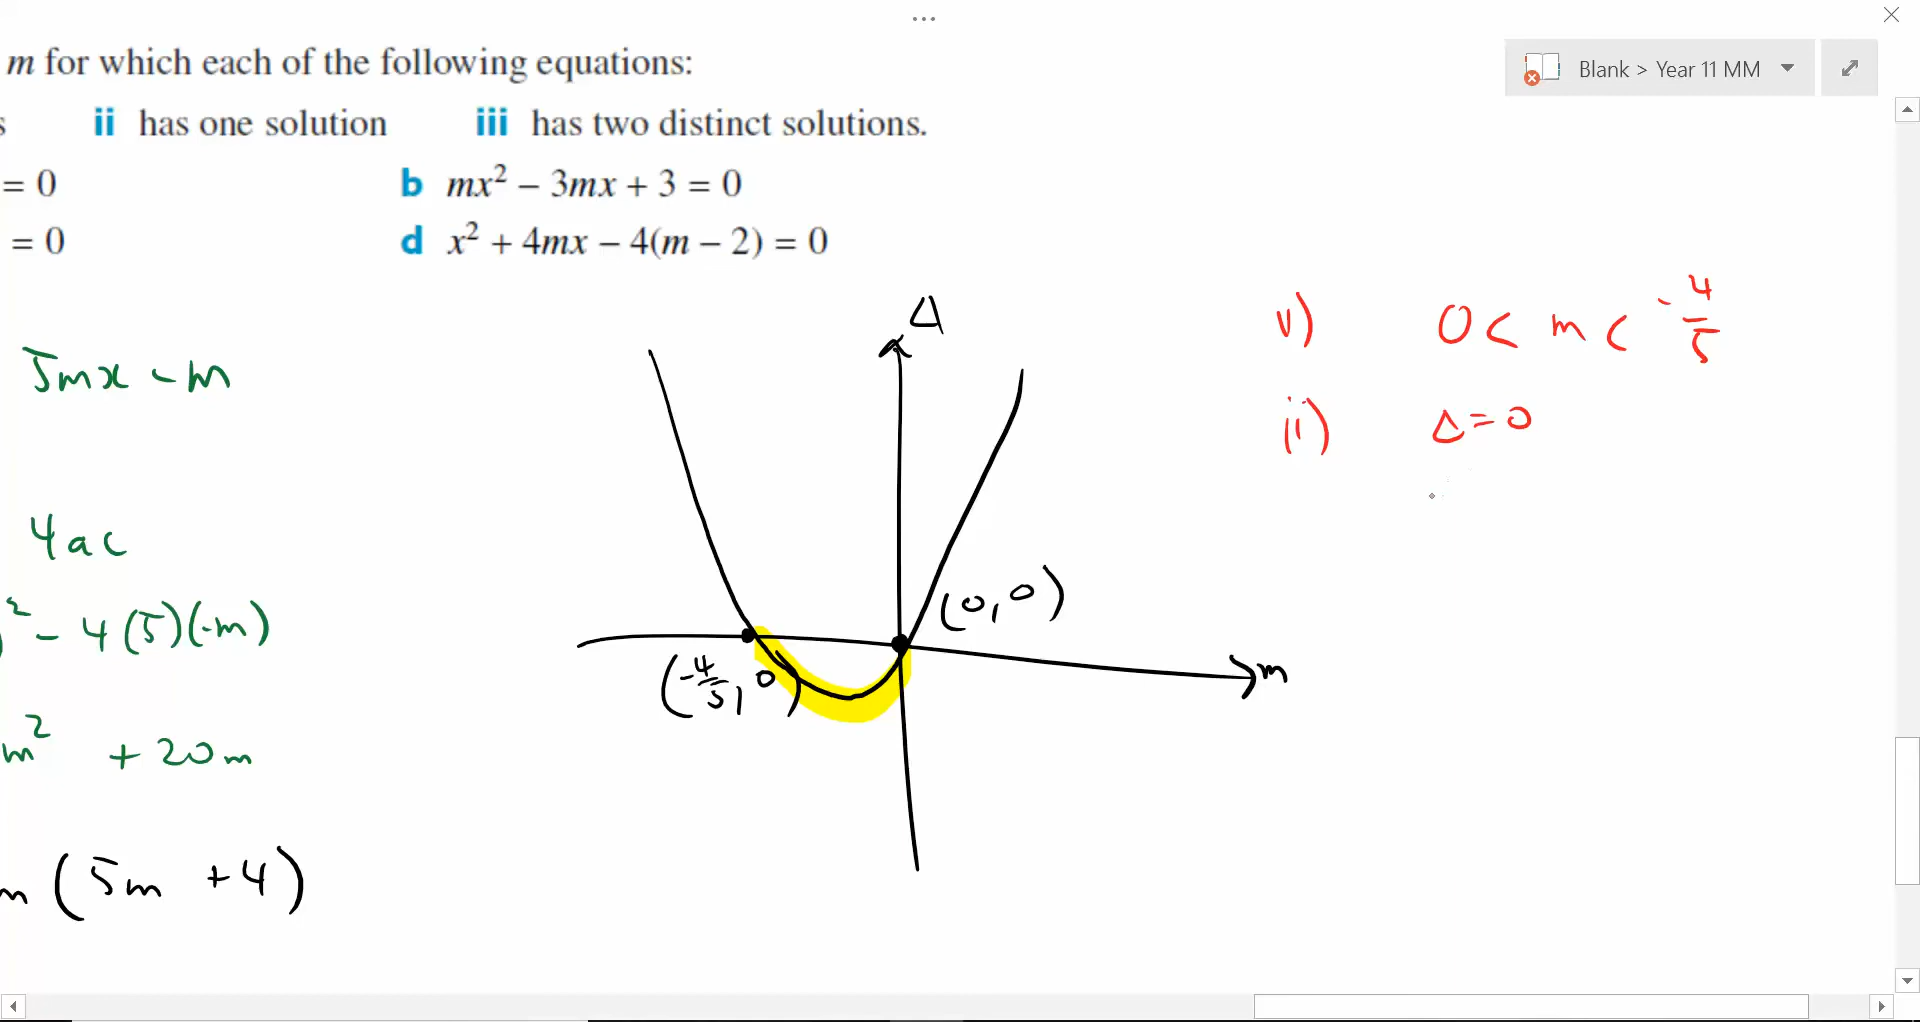 m for which each of the following equations:
Blank > Year 11 MM
s ii has one solution iii has two distinct solutions.
= 0 b mx² – 3mx + 3 = 0
= 0 d x² + 4mx – 4(m – 2) = 0
5mx - m
4ac
² - 4(5)(-m)
m² + 20m
m (5m + 4)
Δ
(0, 0)
(-4/5, 0)
m
i) 0 < m < -4/5
ii) Δ = 0